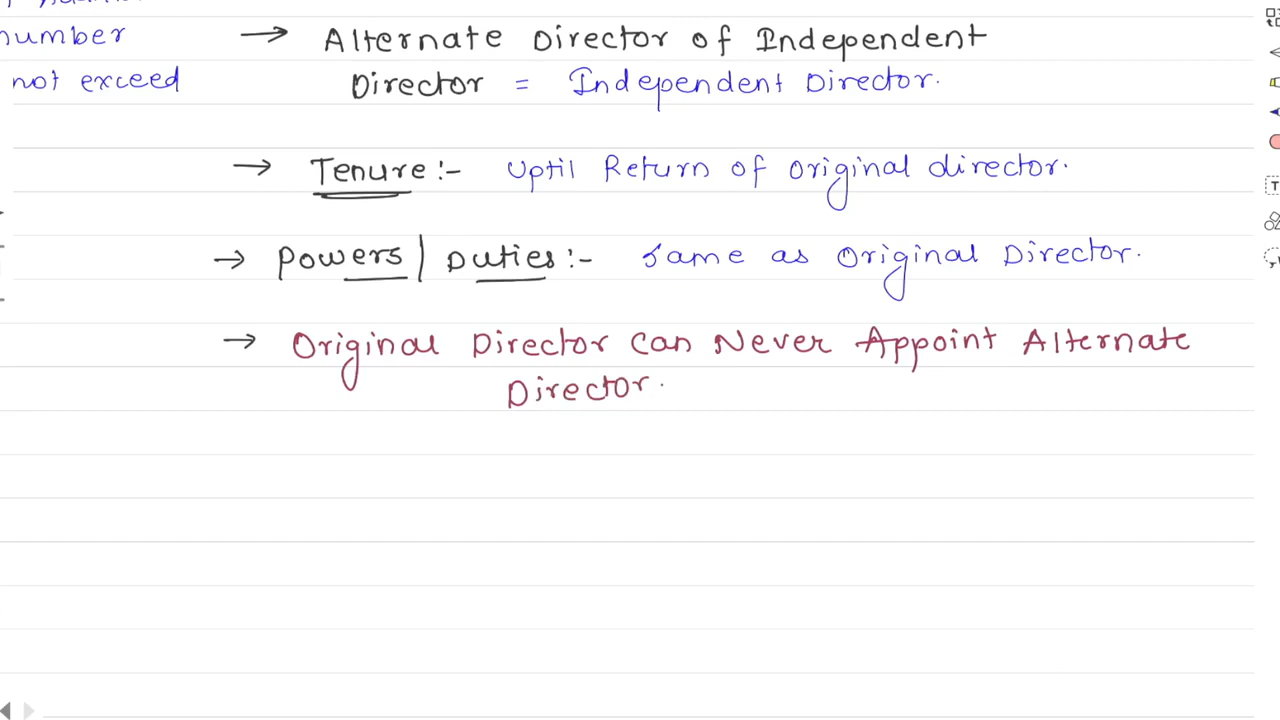 number
not exceed
→ Alternate Director of Independent
Director = Independent Director.
→ Tenure :- Uptil Return of original director.
→ Powers | Duties :- Same as Original Director.
→ Original Director can Never Appoint Alternate
Director.